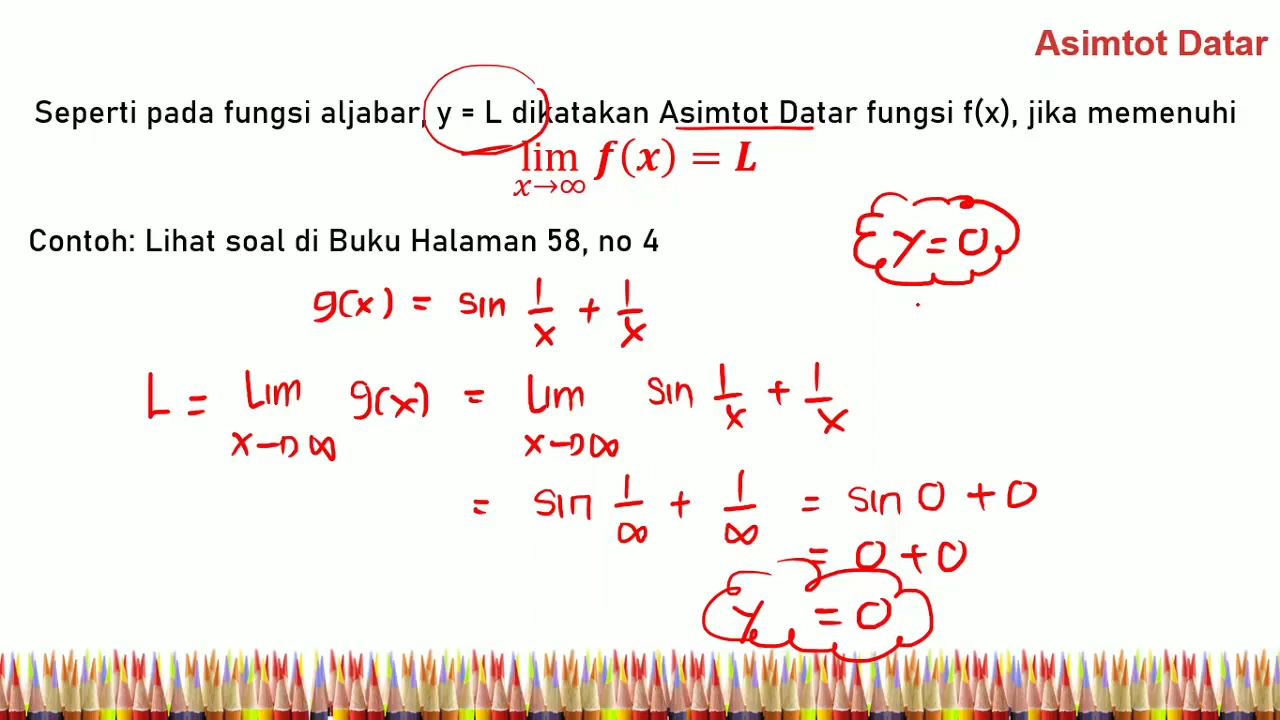 Asimtot Datar
Seperti pada fungsi aljabar, y = L dikatakan Asimtot Datar fungsi f(x), jika memenuhi
lim x→∞ f(x) = L
Contoh: Lihat soal di Buku Halaman 58, no 4
y = 0
g(x) = sin 1/x + 1/x
L = Lim x→∞ g(x) = Lim x→∞ sin 1/x + 1/x
= sin 1/∞ + 1/∞ = sin 0 + 0
= 0 + 0
y = 0